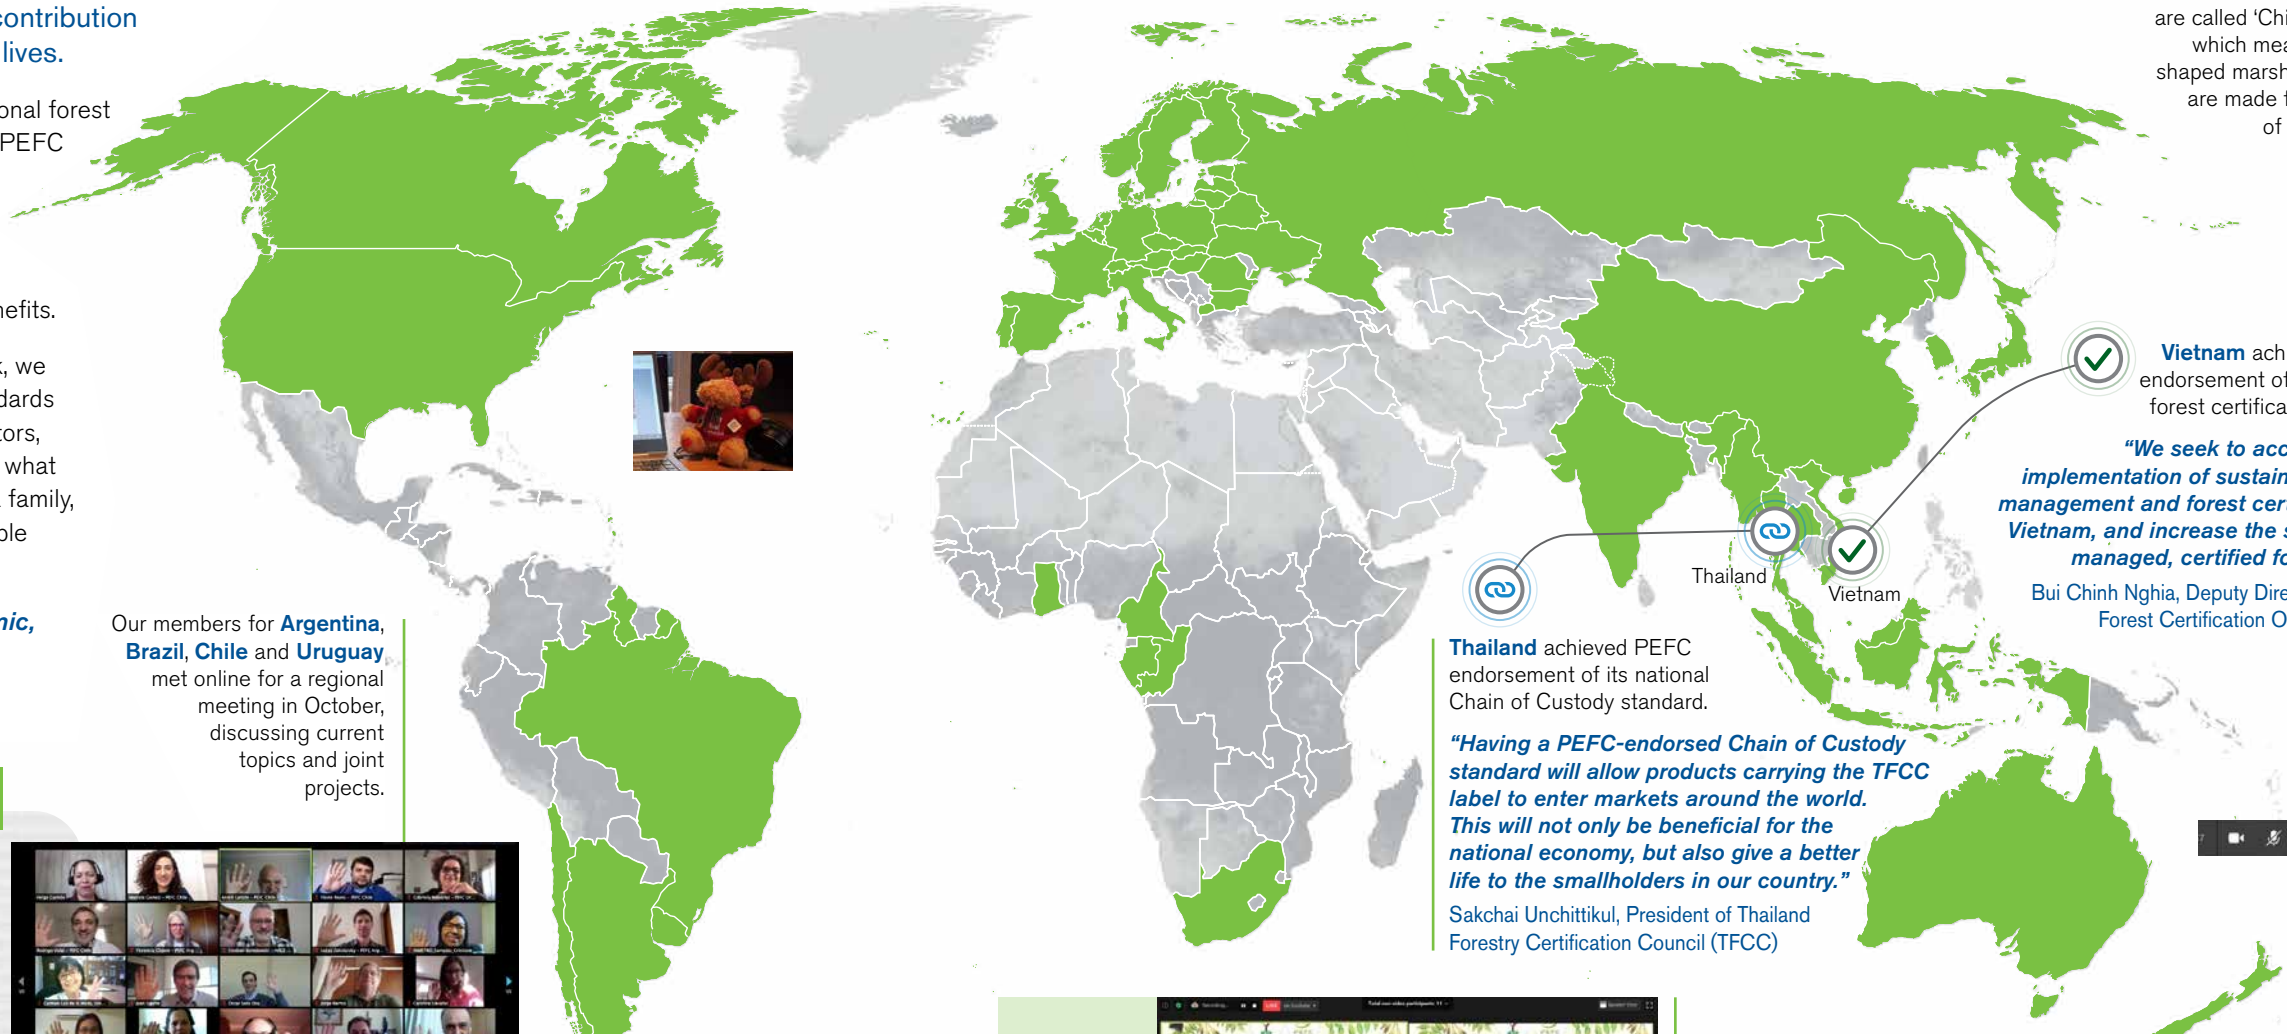 contribution
lives.
onal forest
PEFC
nefits.
, we
dards
tors,
what
family,
ple
nic,
Our members for Argentina,
Brazil, Chile and Uruguay
met online for a regional
meeting in October,
discussing current
topics and joint
projects.
are called ‘Chi
which mea
shaped marsh
are made f
of
Vietnam ach
endorsement of
forest certifica
“We seek to acc
implementation of sustain
management and forest cert
Vietnam, and increase the s
managed, certified fo
Bui Chinh Nghia, Deputy Dire
Forest Certification O
Thailand
Vietnam
Thailand achieved PEFC
endorsement of its national
Chain of Custody standard.
“Having a PEFC-endorsed Chain of Custody
standard will allow products carrying the TFCC
label to enter markets around the world.
This will not only be beneficial for the
national economy, but also give a better
life to the smallholders in our country.”
Sakchai Unchittikul, President of Thailand
Forestry Certification Council (TFCC)